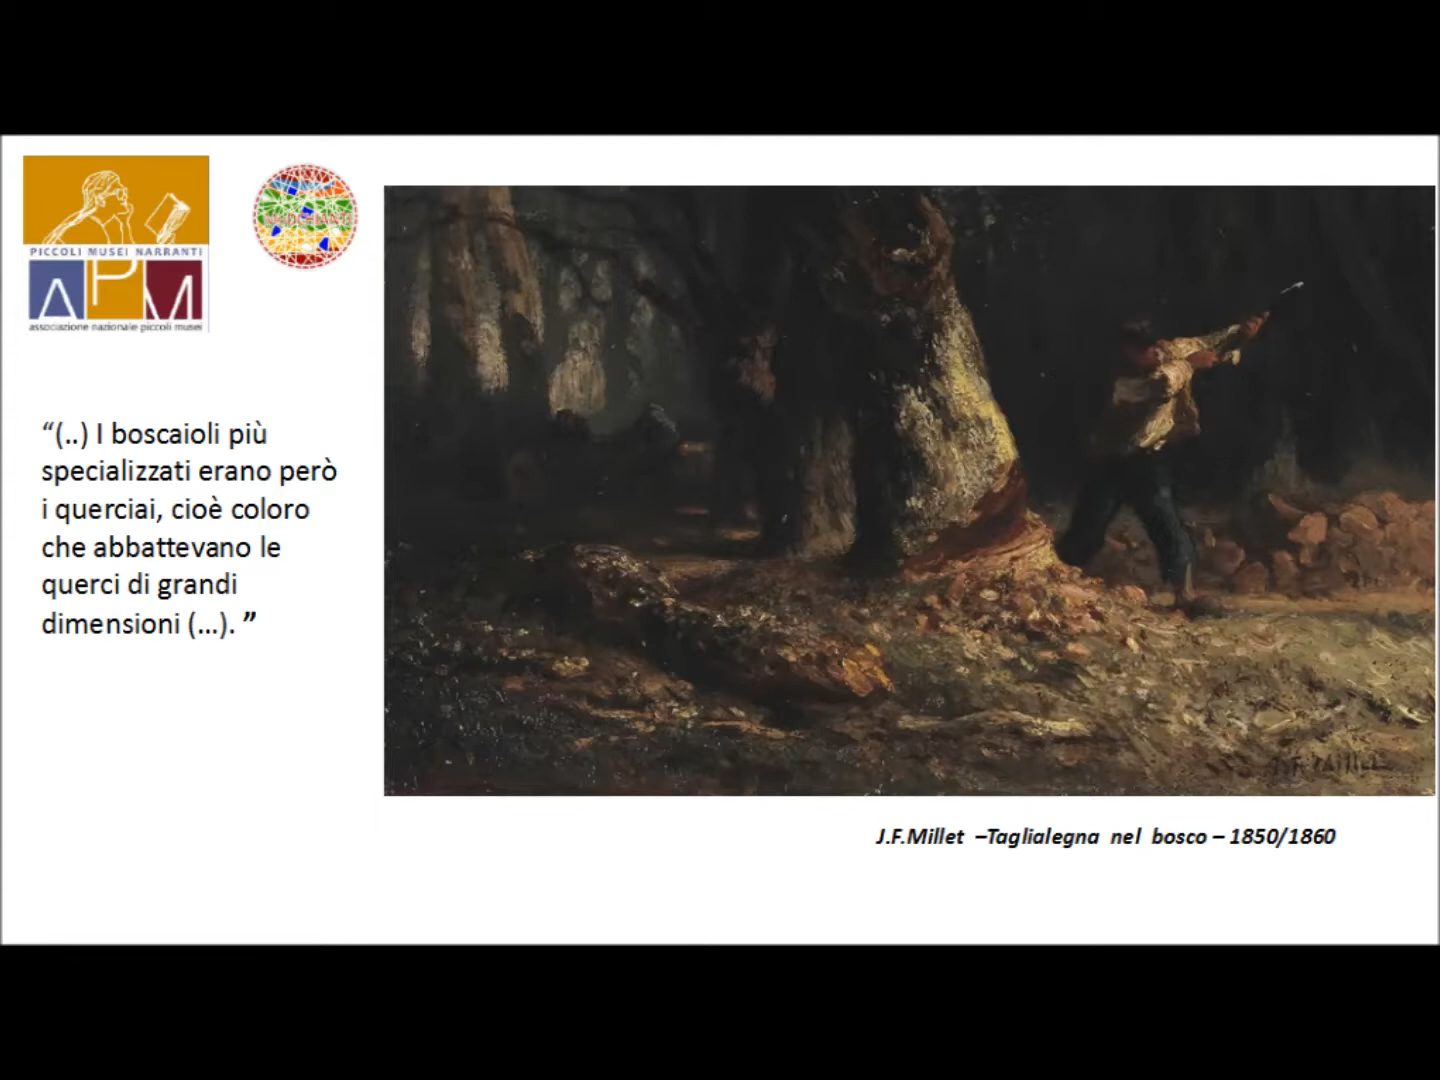 PICCOLI MUSEI NARRANTI
APM
associazione nazionale piccoli musei
“(..) I boscaioli più
specializzati erano però
i querciai, cioè coloro
che abbattevano le
querci di grandi
dimensioni (...). ”
J.F.Millet –Taglialegna nel bosco – 1850/1860